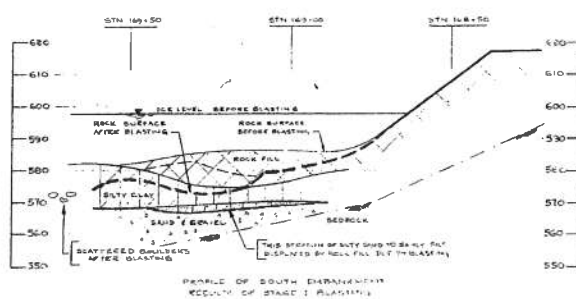 STN 169+50
STN 169+00
STN 168+50
620
620
610
610
600
600
590
590
580
580
570
570
560
560
550
550
ICE LEVEL BEFORE BLASTING
ROCK SURFACE
AFTER BLASTING
ROCK SURFACE
BEFORE BLASTING
ROCK FILL
SILTY CLAY
SAND & GRAVEL
BEDROCK
SCATTERED BOULDERS
AFTER BLASTING
THIS SECTION OF SILTY SAND TO SANDY SILT
DISPLACED BY ROCK FILL BLASTING
PROFILE OF SOUTH EMBANKMENT
RESULTS OF STAGE I BLASTING